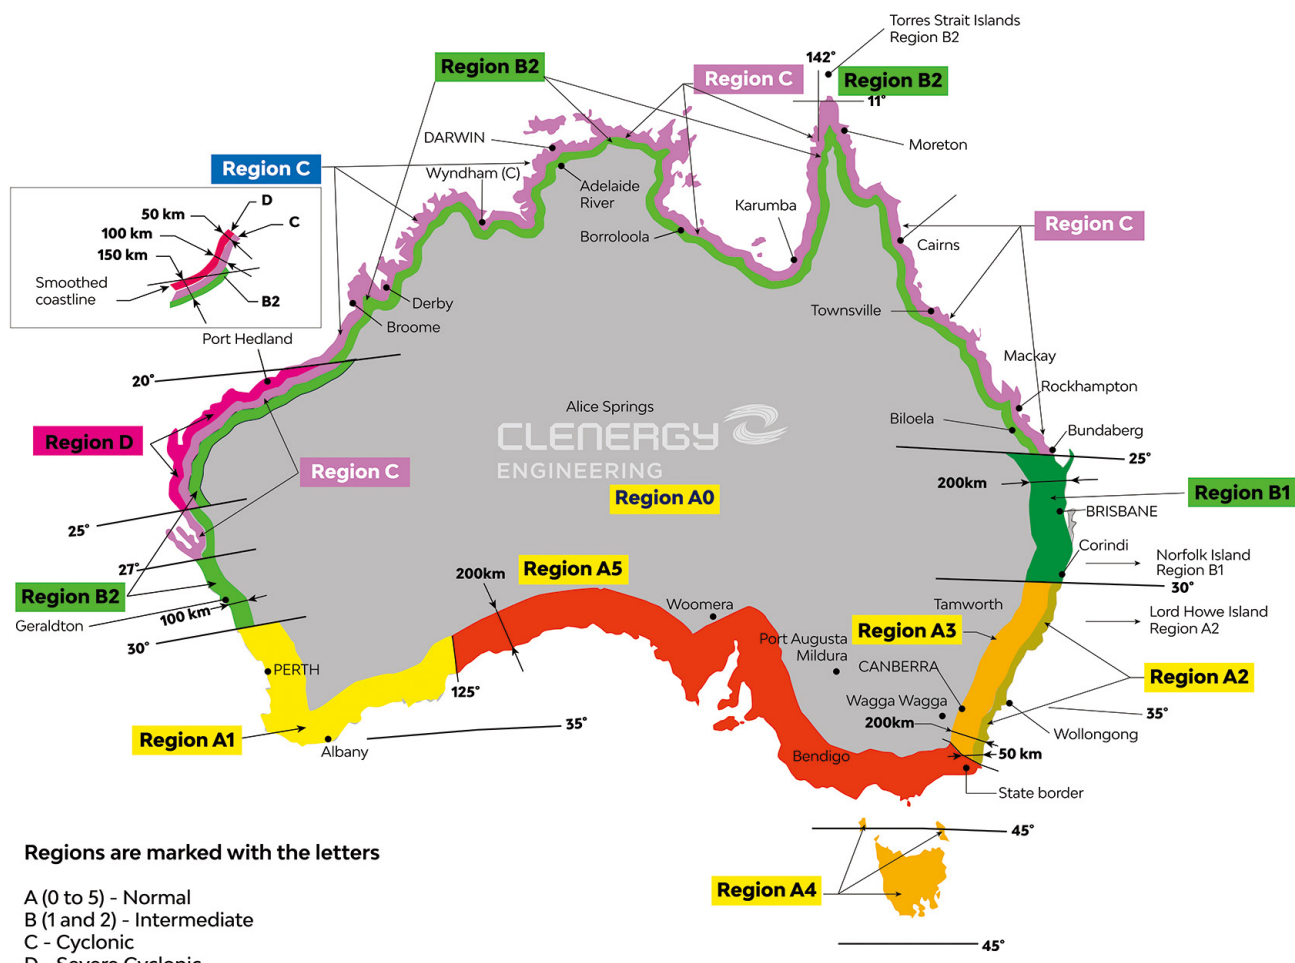 Torres Strait Islands
Region B2
142°
Region B2
Region C
Region B2
11°
DARWIN
Moreton
Region C
Wyndham (C)
Adelaide
River
Karumba
Borroloola
Region C
Cairns
50 km
D
C
100 km
150 km
Smoothed
coastline
B2
Derby
Broome
Townsville
Port Hedland
20°
Mackay
Rockhampton
Alice Springs
CLENERGY
ENGINEERING
Biloela
Bundaberg
Region D
Region C
25°
200km
Region A0
Region B1
BRISBANE
25°
27°
Corindi
Norfolk Island
Region B1
Region A5
200km
30°
Region B2
100 km
Geraldton
Woomera
Tamworth
Lord Howe Island
Region A2
30°
Port Augusta
Mildura
Region A3
CANBERRA
PERTH
125°
Region A2
Wagga Wagga
200km
35°
Wollongong
Region A1
35°
Albany
Bendigo
50 km
State border
45°
Region A4
45°
Regions are marked with the letters
A (0 to 5) - Normal
B (1 and 2) - Intermediate
C - Cyclonic
D - Severe Cyclonic